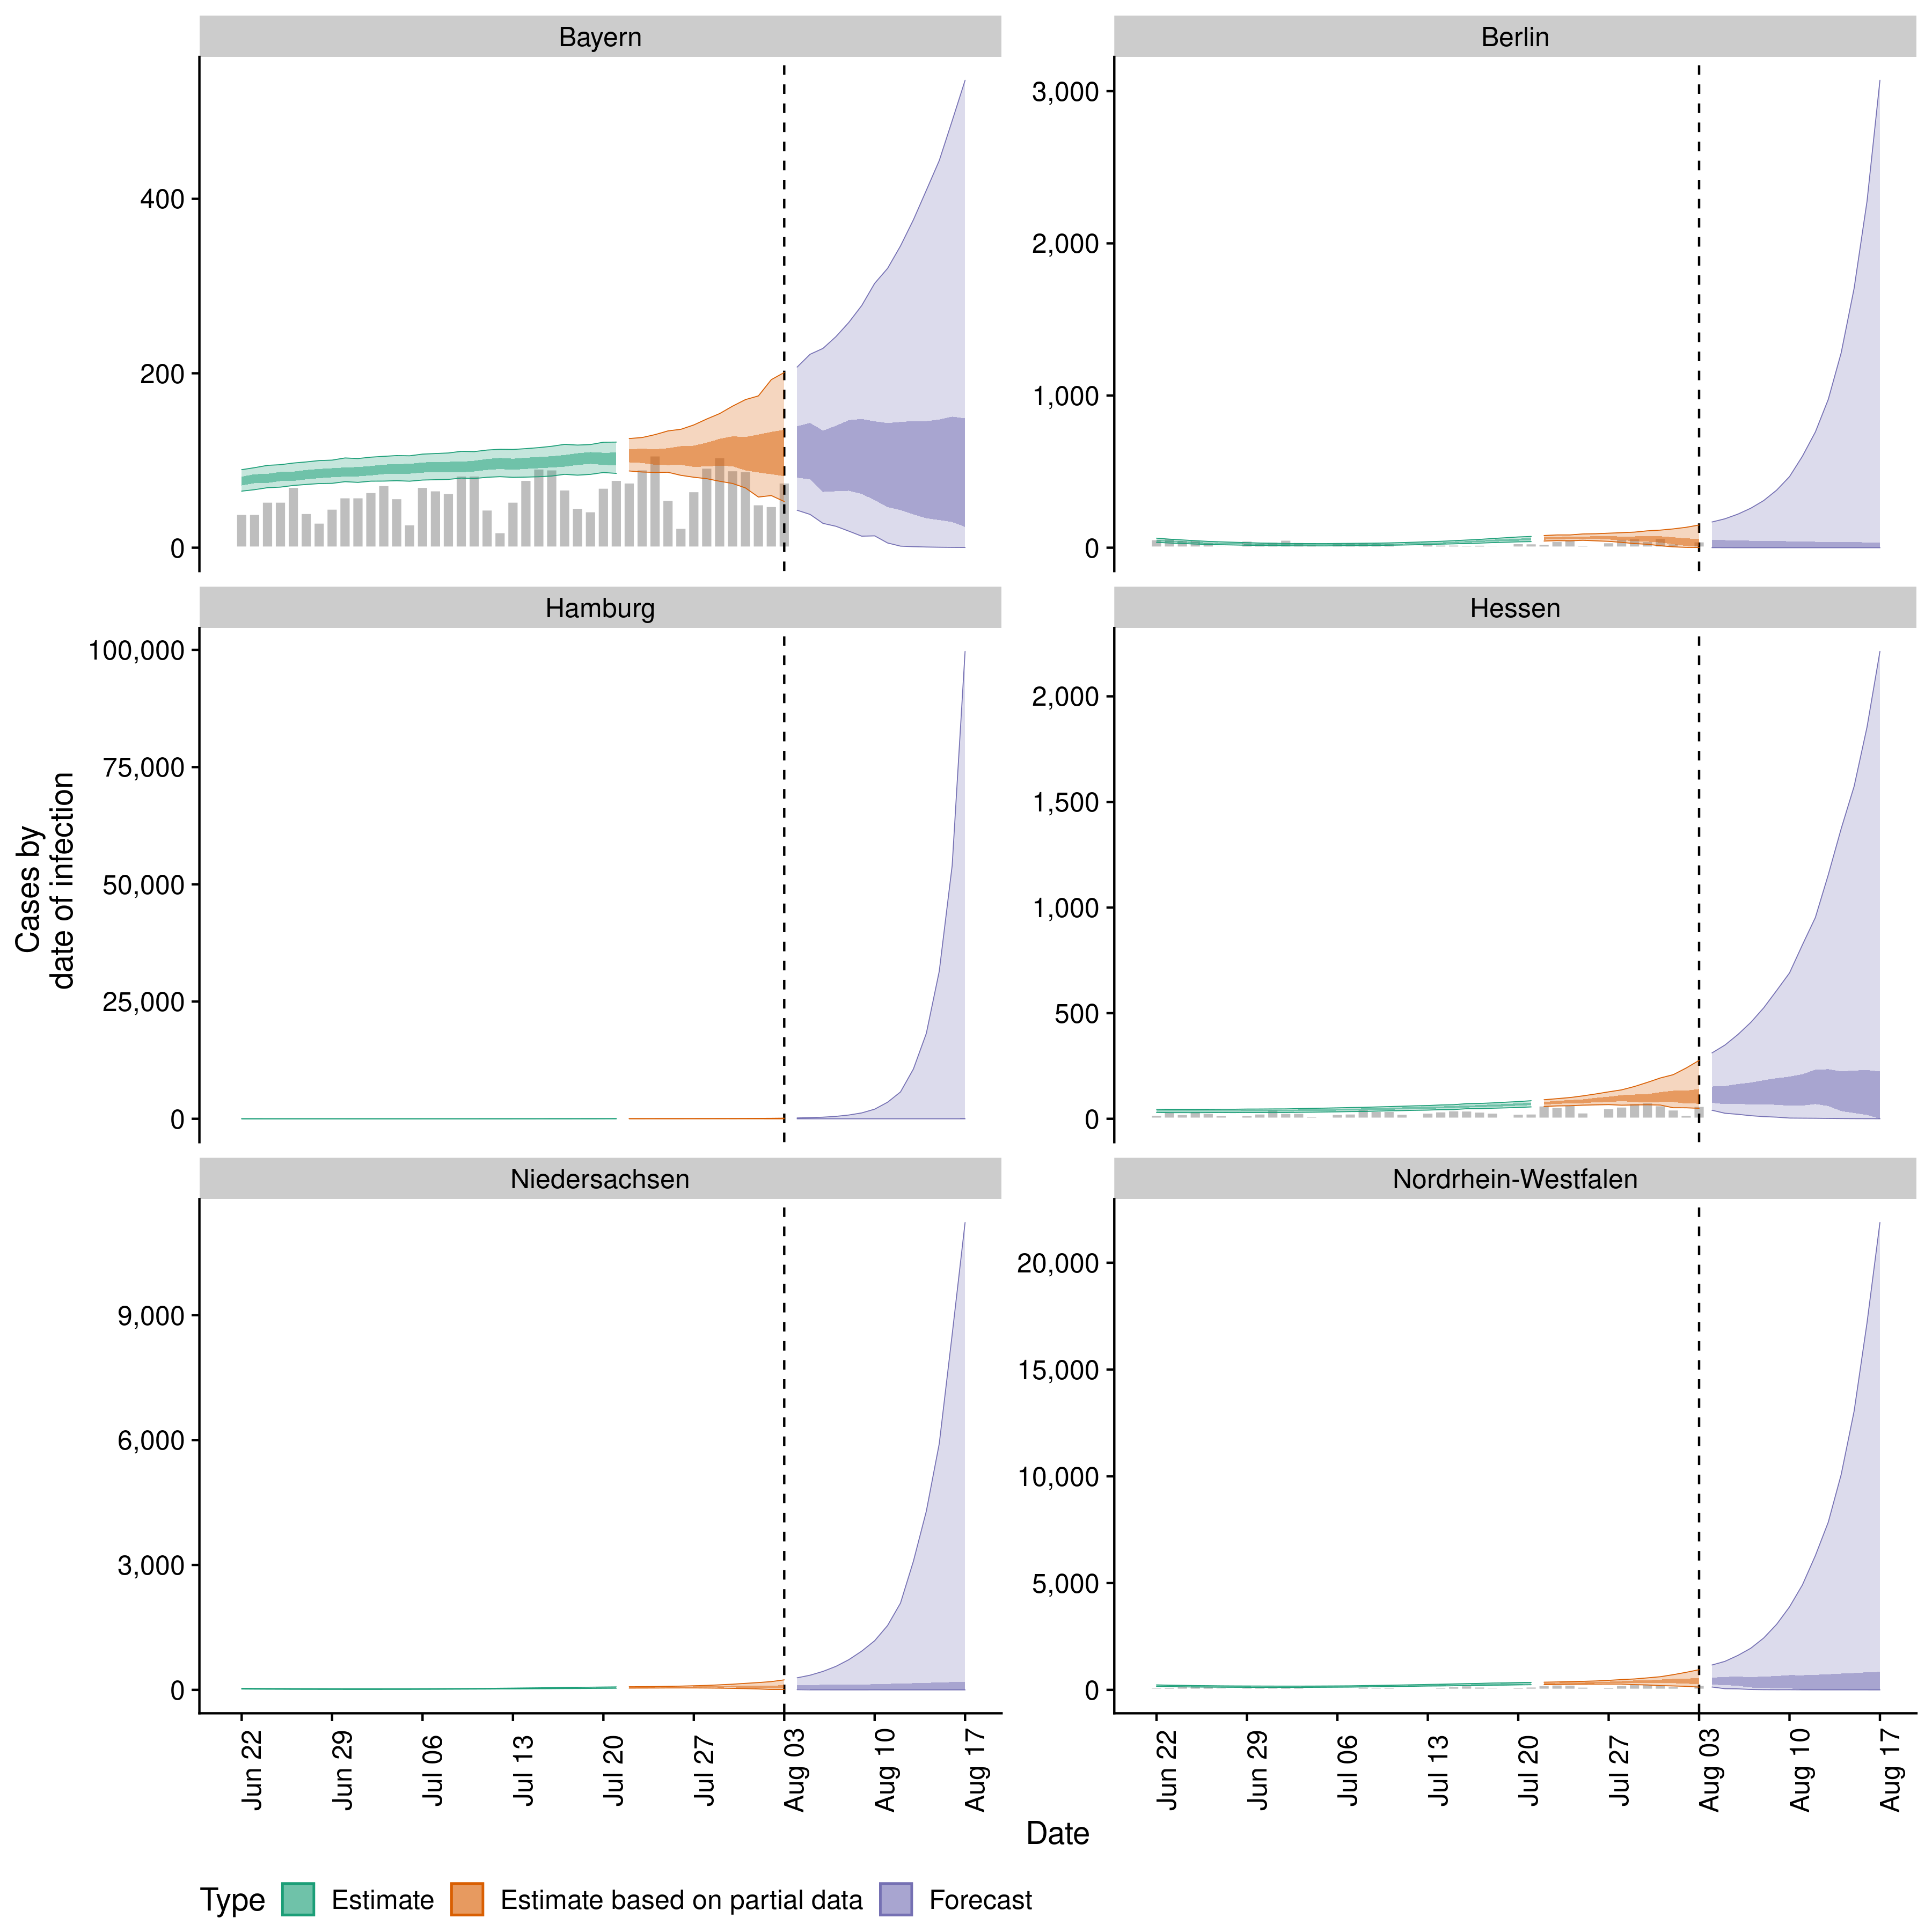 Bayern
Berlin
400
200
0
3,000
2,000
1,000
0
Hamburg
Hessen
100,000
75,000
50,000
25,000
0
2,000
1,500
1,000
500
0
Cases by
date of infection
Niedersachsen
Nordrhein-Westfalen
9,000
6,000
3,000
0
20,000
15,000
10,000
5,000
0
Jun 22
Jun 29
Jul 06
Jul 13
Jul 20
Jul 27
Aug 03
Aug 10
Aug 17
Jun 22
Jun 29
Jul 06
Jul 13
Jul 20
Jul 27
Aug 03
Aug 10
Aug 17
Date
Type Estimate Estimate based on partial data Forecast